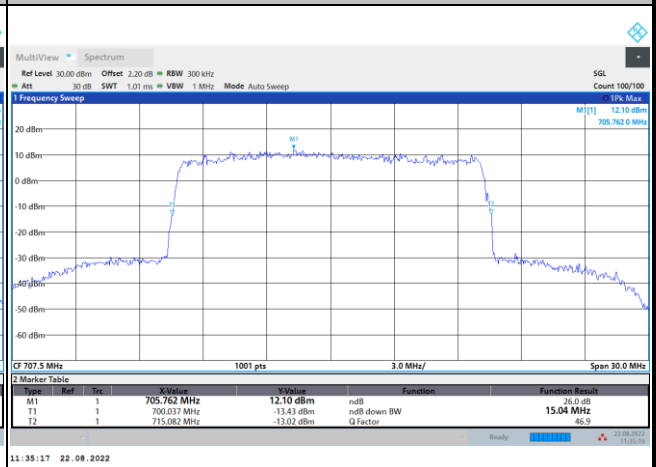 MultiView Spectrum
Ref Level 30.00 dBm Offset 2.20 dB RBW 300 kHz SGL
Att 30 dB SWT 1.01 ms VBW 1 MHz Mode Auto Sweep Count 100/100
1 Frequency Sweep 1Pk Max
M1[1] 12.10 dBm
705.762 0 MHz
M1
20 dBm
10 dBm
0 dBm
-10 dBm
T1 T2
-20 dBm
-30 dBm
-40 dBm
-50 dBm
-60 dBm
CF 707.5 MHz 1001 pts 3.0 MHz/ Span 30.0 MHz
2 Marker Table
Type Ref Trc X-Value Y-Value Function Function Result
M1 1 705.762 MHz 12.10 dBm ndB 26.0 dB
T1 1 700.037 MHz -13.43 dBm ndB down BW 15.04 MHz
T2 1 715.082 MHz -13.02 dBm Q Factor 46.9
Ready 22.08.2022
11:35:16
11:35:17 22.08.2022